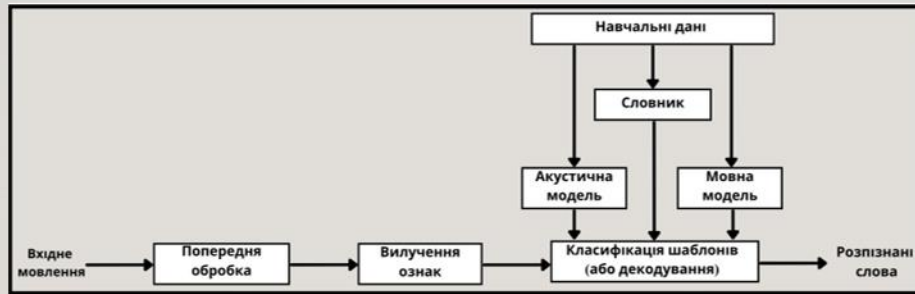 Навчальні дані
Словник
Акустична
модель
Мовна
модель
Вхідне
мовлення
Попередня
обробка
Вилучення
ознак
Класифікація шаблонів
(або декодування)
Розпізнані
слова